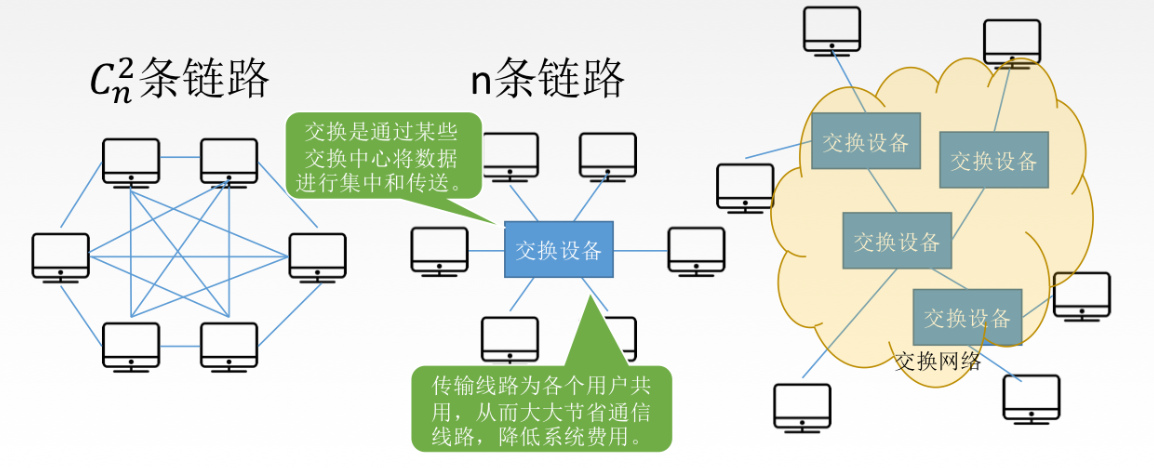 $C_n^2$条链路
n条链路
交换是通过某些
交换中心将数据
进行集中和传送。
交换设备
传输线路为各个用户共
用，从而大大节省通信
线路，降低系统费用。
交换设备
交换设备
交换设备
交换设备
交换网络